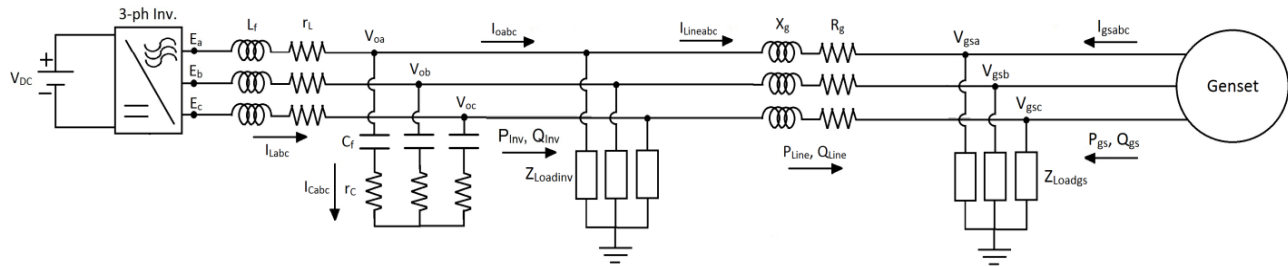 3-ph Inv.
L_f
r_L
V_oa
I_oabc
I_Lineabc
X_g
R_g
V_gsa
I_gsabc
E_a
V_ob
V_gsb
V_DC
+
−
E_b
Genset
E_c
V_oc
V_gsc
I_Labc
C_f
P_Inv, Q_Inv
P_Line, Q_Line
P_gs, Q_gs
I_Cabc
r_C
Z_Loadinv
Z_Loadgs